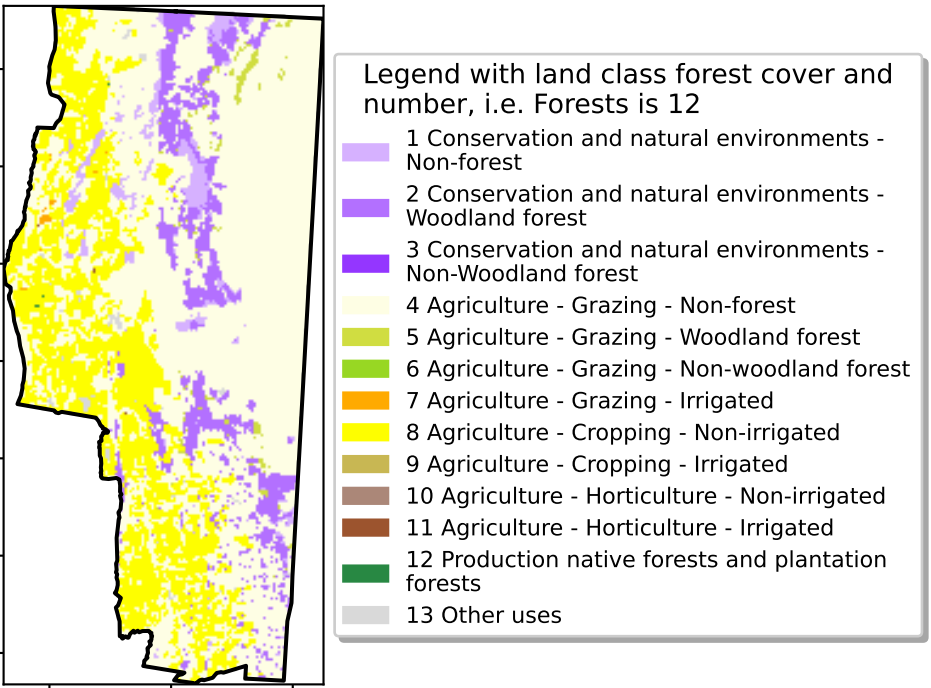 Legend with land class forest cover and
number, i.e. Forests is 12
1 Conservation and natural environments -
Non-forest
2 Conservation and natural environments -
Woodland forest
3 Conservation and natural environments -
Non-Woodland forest
4 Agriculture - Grazing - Non-forest
5 Agriculture - Grazing - Woodland forest
6 Agriculture - Grazing - Non-woodland forest
7 Agriculture - Grazing - Irrigated
8 Agriculture - Cropping - Non-irrigated
9 Agriculture - Cropping - Irrigated
10 Agriculture - Horticulture - Non-irrigated
11 Agriculture - Horticulture - Irrigated
12 Production native forests and plantation
forests
13 Other uses